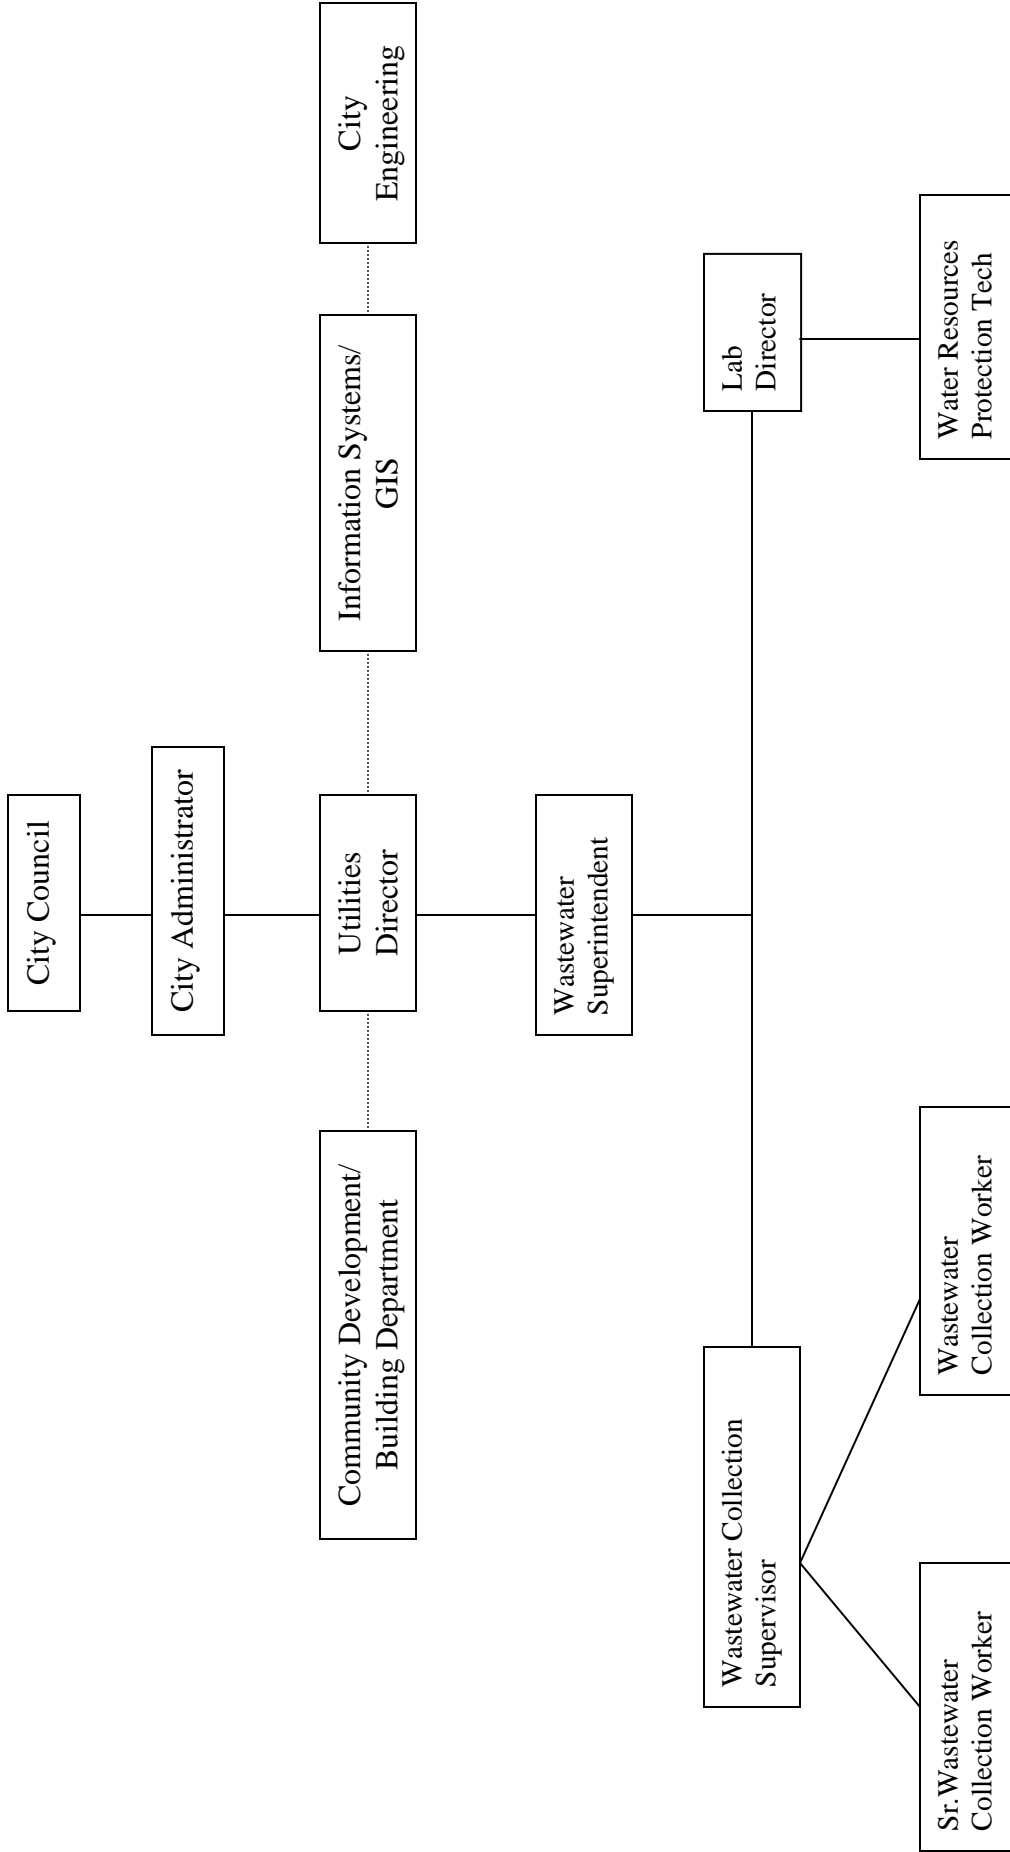 City Council
City Administrator
Community Development/
Building Department
Utilities
Director
Information Systems/
GIS
City
Engineering
Wastewater
Superintendent
Wastewater Collection
Supervisor
Lab
Director
Sr.Wastewater
Collection Worker
Wastewater
Collection Worker
Water Resources
Protection Tech